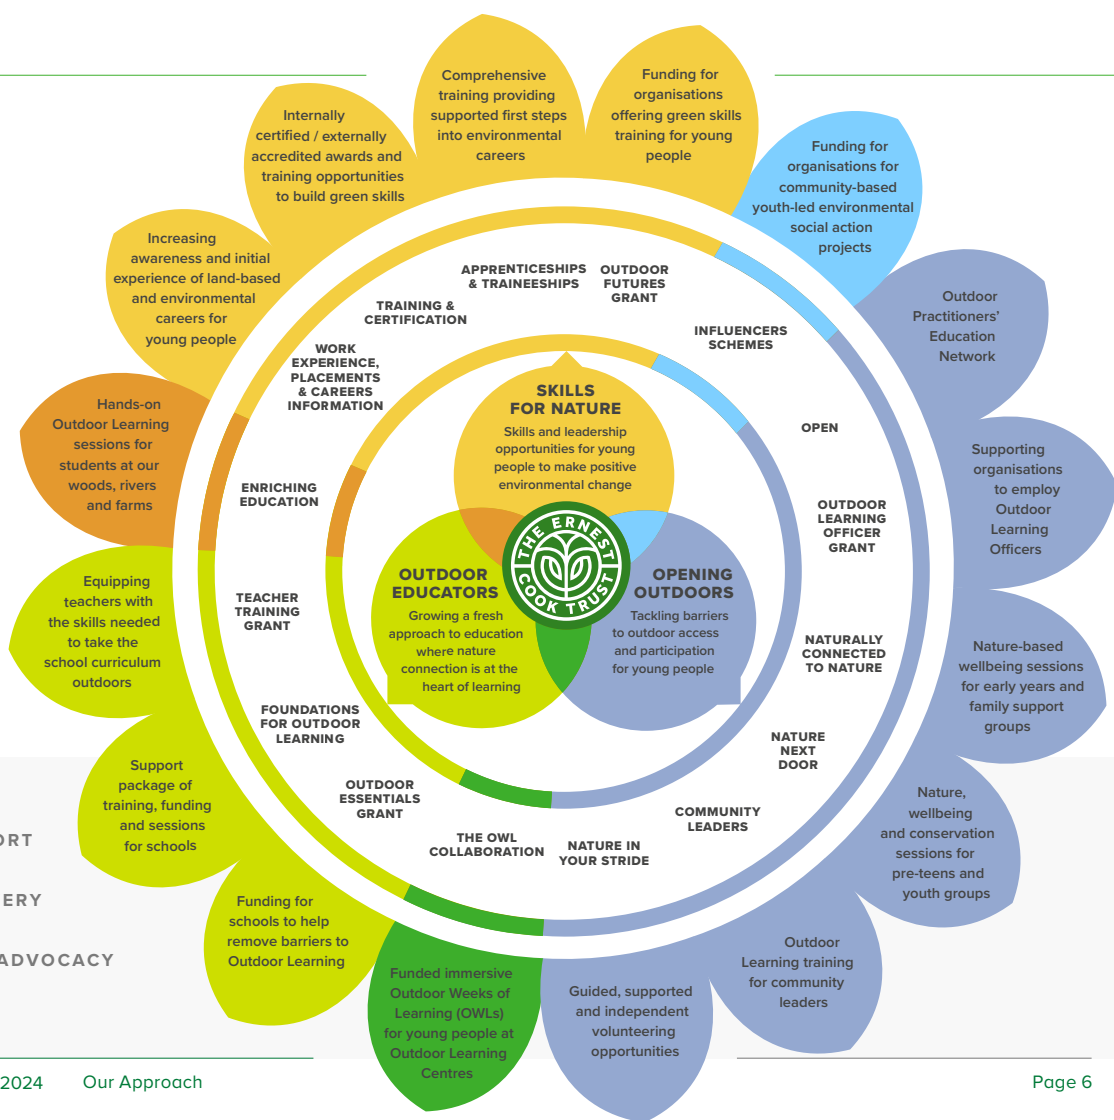 Comprehensive
training providing
supported first steps
into environmental
careers
Funding for
organisations
offering green skills
training for young
people
Funding for
organisations for
community-based
youth-led environmental
social action
projects
Outdoor
Practitioners'
Education
Network
Supporting
organisations
to employ
Outdoor
Learning
Officers
Nature-based
wellbeing sessions
for early years and
family support
groups
Nature,
wellbeing
and conservation
sessions for
pre-teens and
youth groups
Outdoor
Learning training
for community
leaders
Guided, supported
and independent
volunteering
opportunities
Funded immersive
Outdoor Weeks of
Learning (OWLs)
for young people at
Outdoor Learning
Centres
Funding for
schools to help
remove barriers to
Outdoor Learning
Support
package of
training, funding
and sessions
for schools
Equipping
teachers with
the skills needed
to take the
school curriculum
outdoors
Hands-on
Outdoor Learning
sessions for
students at our
woods, rivers
and farms
Increasing
awareness and initial
experience of land-based
and environmental
careers for
young people
Internally
certified / externally
accredited awards and
training opportunities
to build green skills
APPRENTICESHIPS
& TRAINEESHIPS
OUTDOOR
FUTURES
GRANT
INFLUENCERS
SCHEMES
OPEN
OUTDOOR
LEARNING
OFFICER
GRANT
NATURALLY
CONNECTED
TO NATURE
NATURE
NEXT
DOOR
COMMUNITY
LEADERS
NATURE IN
YOUR STRIDE
THE OWL
COLLABORATION
OUTDOOR
ESSENTIALS
GRANT
FOUNDATIONS
FOR OUTDOOR
LEARNING
TEACHER
TRAINING
GRANT
ENRICHING
EDUCATION
WORK
EXPERIENCE,
PLACEMENTS
& CAREERS
INFORMATION
TRAINING &
CERTIFICATION
SKILLS
FOR NATURE
Skills and leadership
opportunities for young
people to make positive
environmental change
THE ERNEST
COOK TRUST
OUTDOOR
EDUCATORS
Growing a fresh
approach to education
where nature
connection is at the
heart of learning
OPENING
OUTDOORS
Tackling barriers
to outdoor access
and participation
for young people
ORT
ERY
ADVOCACY
2024 Our Approach
Page 6